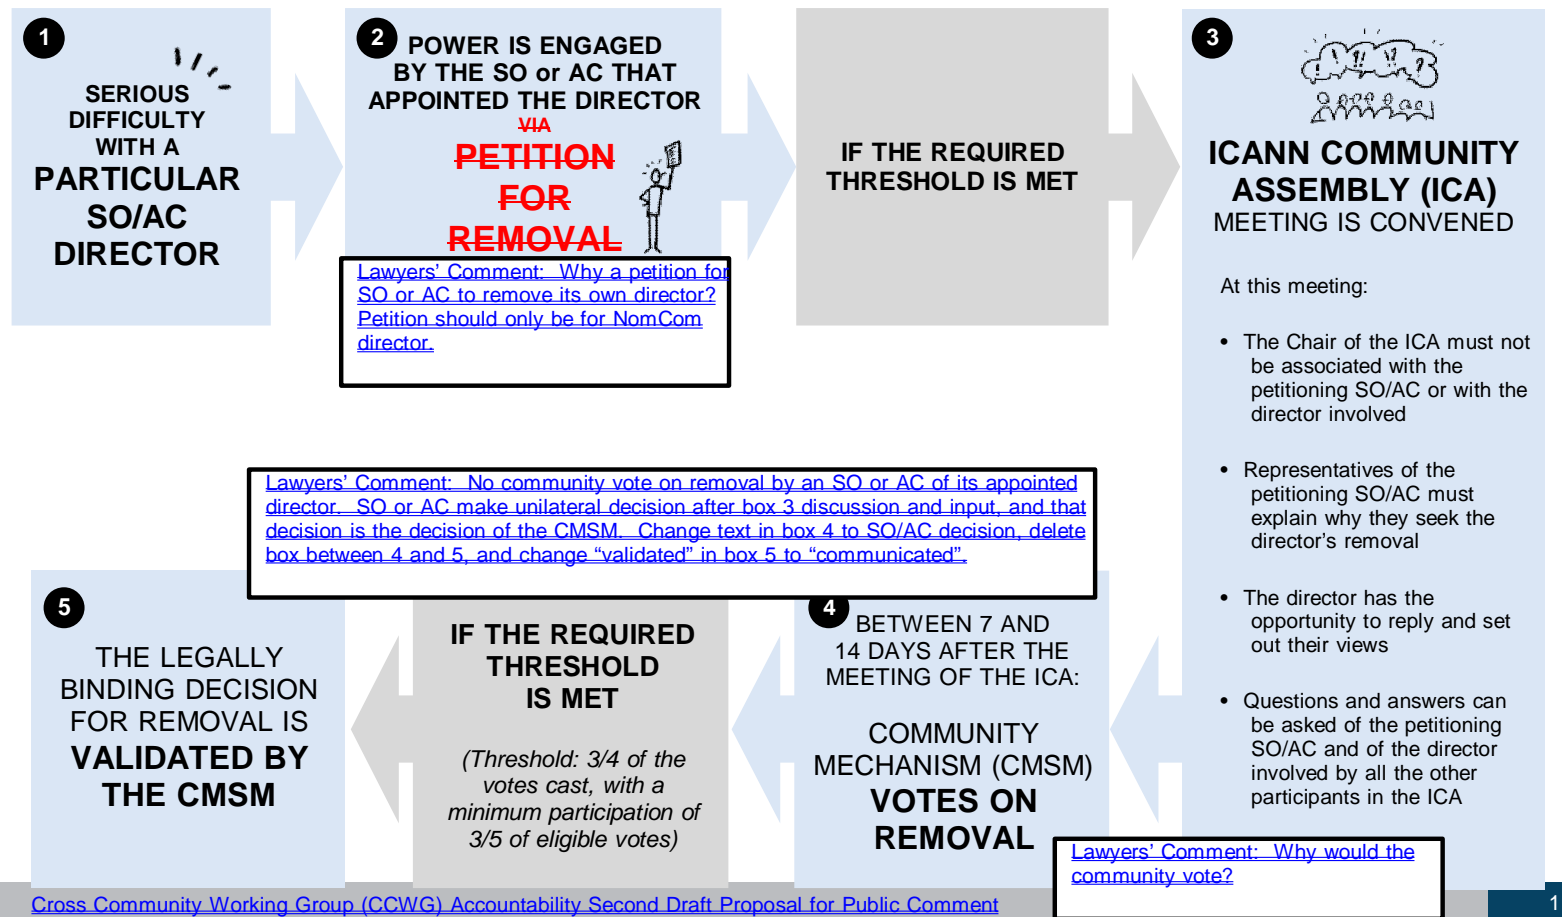 1
SERIOUS
DIFFICULTY
WITH A
PARTICULAR
SO/AC
DIRECTOR
2
POWER IS ENGAGED
BY THE SO or AC THAT
APPOINTED THE DIRECTOR
VIA
PETITION
FOR
REMOVAL
Lawyers’ Comment: Why a petition for
SO or AC to remove its own director?
Petition should only be for NomCom
director.
IF THE REQUIRED
THRESHOLD IS MET
3
ICANN COMMUNITY
ASSEMBLY (ICA)
MEETING IS CONVENED
At this meeting:
• The Chair of the ICA must not
be associated with the
petitioning SO/AC or with the
director involved
• Representatives of the
petitioning SO/AC must
explain why they seek the
director’s removal
• The director has the
opportunity to reply and set
out their views
• Questions and answers can
be asked of the petitioning
SO/AC and of the director
involved by all the other
participants in the ICA
Lawyers’ Comment: No community vote on removal by an SO or AC of its appointed
director. SO or AC make unilateral decision after box 3 discussion and input, and that
decision is the decision of the CMSM. Change text in box 4 to SO/AC decision, delete
box between 4 and 5, and change “validated” in box 5 to “communicated”.
4
BETWEEN 7 AND
14 DAYS AFTER THE
MEETING OF THE ICA:
COMMUNITY
MECHANISM (CMSM)
VOTES ON
REMOVAL
Lawyers’ Comment: Why would the
community vote?
IF THE REQUIRED
THRESHOLD
IS MET
(Threshold: 3/4 of the
votes cast, with a
minimum participation of
3/5 of eligible votes)
5
THE LEGALLY
BINDING DECISION
FOR REMOVAL IS
VALIDATED BY
THE CMSM
Cross Community Working Group (CCWG) Accountability Second Draft Proposal for Public Comment
1